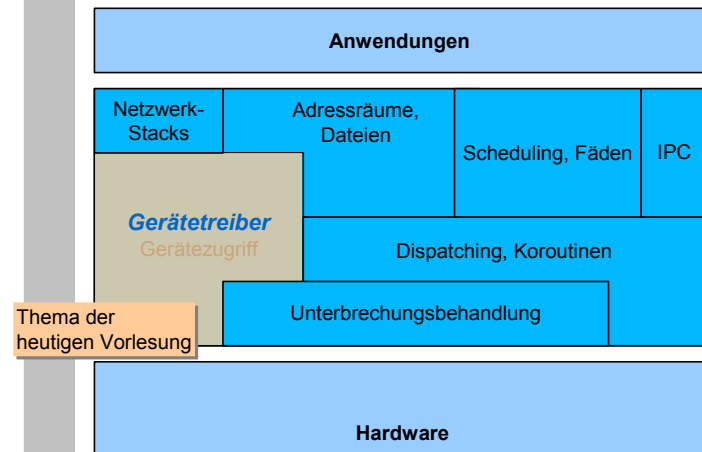 Anwendungen
Netzwerk-
Stacks
Adressräume,
Dateien
Scheduling, Fäden
IPC
Gerätetreiber
Gerätezugriff
Dispatching, Koroutinen
Unterbrechungsbehandlung
Thema der
heutigen Vorlesung
Hardware